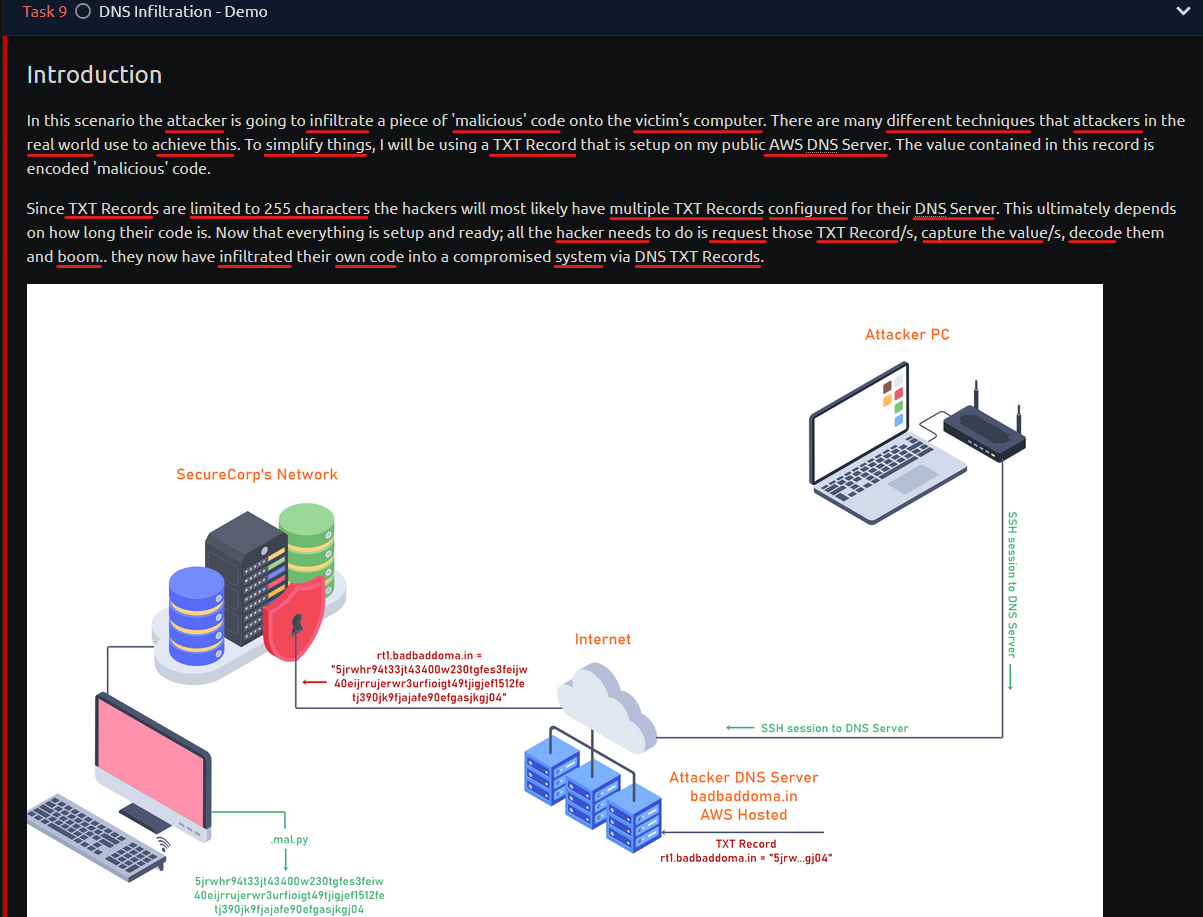 Task 9 DNS Infiltration - Demo
Introduction
In this scenario the attacker is going to infiltrate a piece of 'malicious' code onto the victim's computer. There are many different techniques that attackers in the
real world use to achieve this. To simplify things, I will be using a TXT Record that is setup on my public AWS DNS Server. The value contained in this record is
encoded 'malicious' code.
Since TXT Records are limited to 255 characters the hackers will most likely have multiple TXT Records configured for their DNS Server. This ultimately depends
on how long their code is. Now that everything is setup and ready; all the hacker needs to do is request those TXT Record/s, capture the value/s, decode them
and boom.. they now have infiltrated their own code into a compromised system via DNS TXT Records.
Attacker PC
SecureCorp's Network
SSH session to DNS Server
Internet
rt1.badbaddoma.in =
"5jrwhr94t33jt43400w230tgfes3feijw
40eijrrujerwr3urfioigt49tjigjef1512fe
tj390jk9fjajafe90efgasjkgj04"
SSH session to DNS Server
Attacker DNS Server
badbaddoma.in
AWS Hosted
TXT Record
rt1.badbaddoma.in = "5jrw...gj04"
.mal.py
5jrwhr94t33jt43400w230tgfes3feiw
40eijrrujerwr3urfioigt49tjigjef1512fe
tj390jk9fjajafe90efgasjkgj04